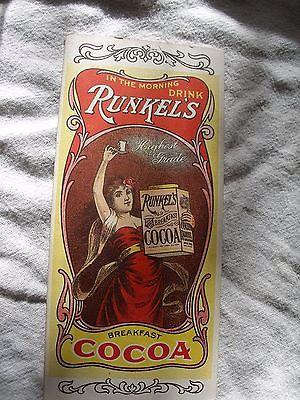 IN THE MORNING
DRINK
RUNKEL'S
Highest
Grade
RUNKEL'S
BREAKFAST
COCOA
BREAKFAST
COCOA